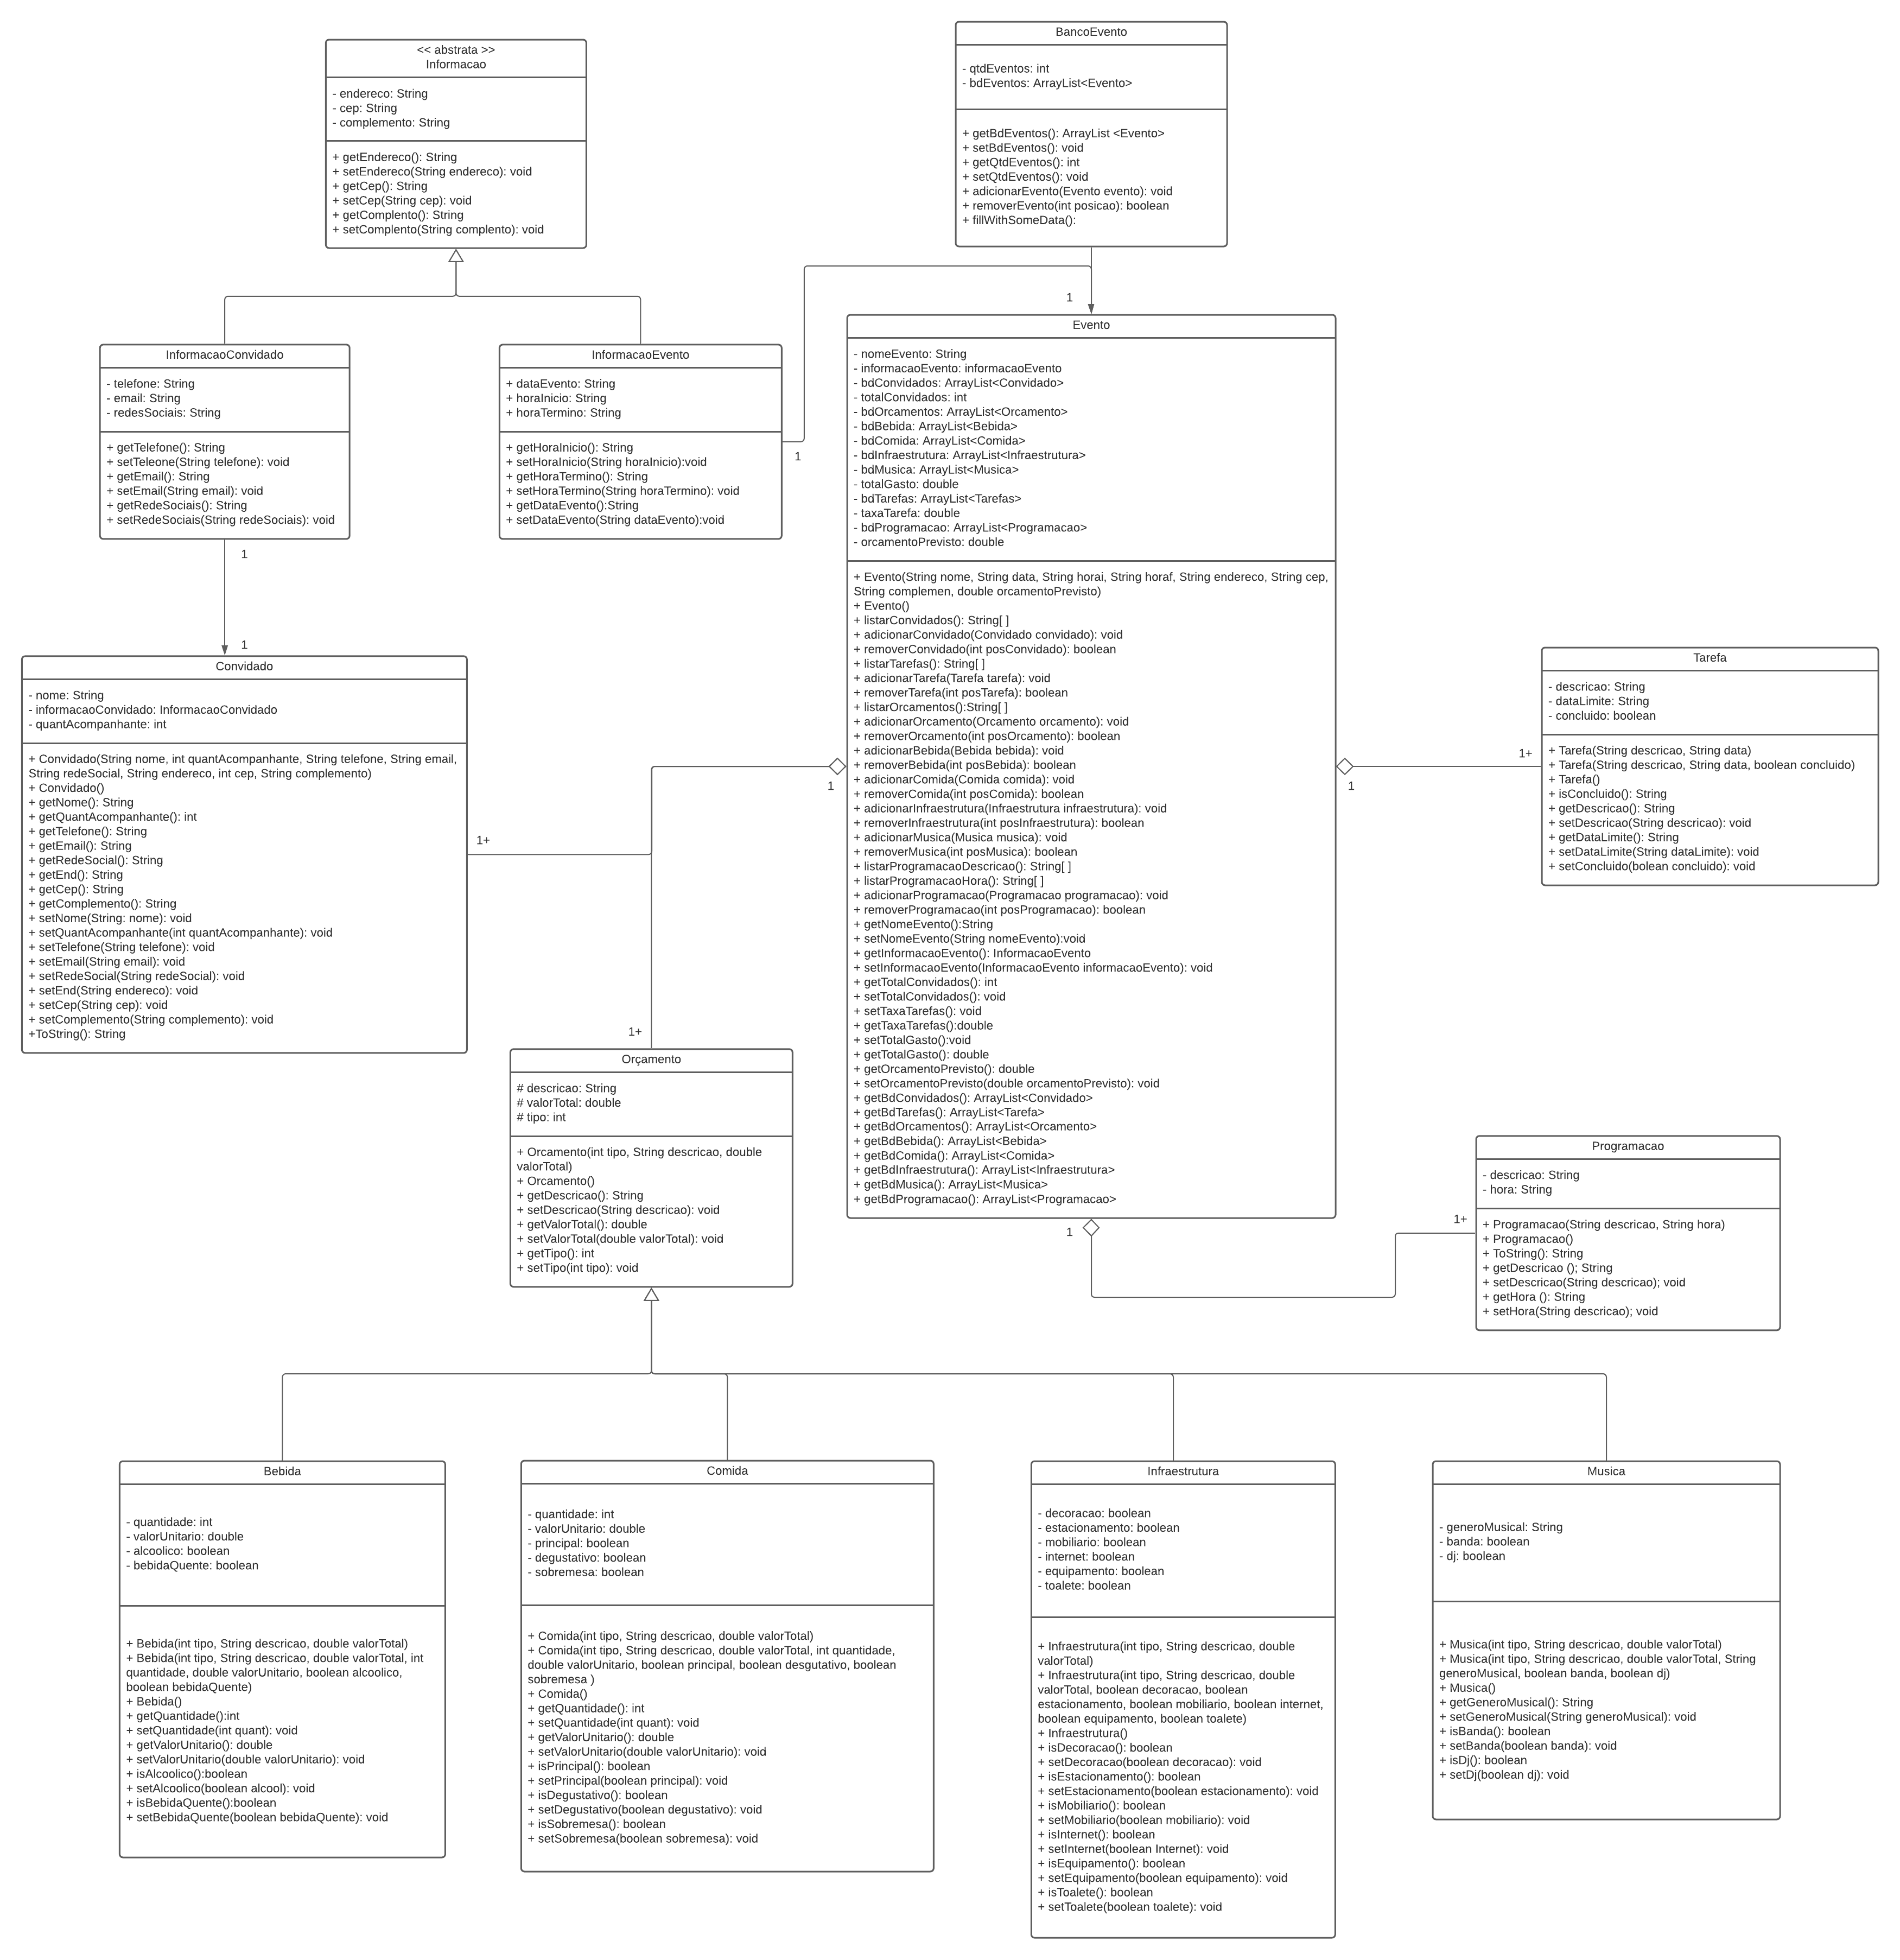 << abstrata >>
Informacao
- endereco: String
- cep: String
- complemento: String
+ getEndereco(): String
+ setEndereco(String endereco): void
+ getCep(): String
+ setCep(String cep): void
+ getComplento(): String
+ setComplento(String complento): void
BancoEvento
- qtdEventos: int
- bdEventos: ArrayList<Evento>
+ getBdEventos(): ArrayList <Evento>
+ setBdEventos(): void
+ getQtdEventos(): int
+ setQtdEventos(): void
+ adicionarEvento(Evento evento): void
+ removerEvento(int posicao): boolean
+ fillWithSomeData():
InformacaoConvidado
- telefone: String
- email: String
- redesSociais: String
+ getTelefone(): String
+ setTeleone(String telefone): void
+ getEmail(): String
+ setEmail(String email): void
+ getRedeSociais(): String
+ setRedeSociais(String redeSociais): void
1
1
InformacaoEvento
+ dataEvento: String
+ horaInicio: String
+ horaTermino: String
+ getHoraInicio(): String
+ setHoraInicio(String horaInicio):void
+ getHoraTermino(): String
+ setHoraTermino(String horaTermino): void
+ getDataEvento():String
+ setDataEvento(String dataEvento):void
1
1
Evento
- nomeEvento: String
- informacaoEvento: informacaoEvento
- bdConvidados: ArrayList<Convidado>
- totalConvidados: int
- bdOrcamentos: ArrayList<Orcamento>
- bdBebida: ArrayList<Bebida>
- bdComida: ArrayList<Comida>
- bdInfraestrutura: ArrayList<Infraestrutura>
- bdMusica: ArrayList<Musica>
- totalGasto: double
- bdTarefas: ArrayList<Tarefas>
- taxaTarefa: double
- bdProgramacao: ArrayList<Programacao>
- orcamentoPrevisto: double
+ Evento(String nome, String data, String horai, String horaf, String endereco, String cep,
String complemen, double orcamentoPrevisto)
+ Evento()
+ listarConvidados(): String[ ]
+ adicionarConvidado(Convidado convidado): void
+ removerConvidado(int posConvidado): boolean
+ listarTarefas(): String[ ]
+ adicionarTarefa(Tarefa tarefa): void
+ removerTarefa(int posTarefa): boolean
+ listarOrcamentos():String[ ]
+ adicionarOrcamento(Orcamento orcamento): void
+ removerOrcamento(int posOrcamento): boolean
+ adicionarBebida(Bebida bebida): void
+ removerBebida(int posBebida): boolean
+ adicionarComida(Comida comida): void
+ removerComida(int posComida): boolean
+ adicionarInfraestrutura(Infraestrutura infraestrutura): void
+ removerInfraestrutura(int posInfraestrutura): boolean
+ adicionarMusica(Musica musica): void
+ removerMusica(int posMusica): boolean
+ listarProgramacaoDescricao(): String[ ]
+ listarProgramacaoHora(): String[ ]
+ adicionarProgramacao(Programacao programacao): void
+ removerProgramacao(int posProgramacao): boolean
+ getNomeEvento():String
+ setNomeEvento(String nomeEvento):void
+ getInformacaoEvento(): InformacaoEvento
+ setInformacaoEvento(InformacaoEvento informacaoEvento): void
+ getTotalConvidados(): int
+ setTotalConvidados(): void
+ setTaxaTarefas(): void
+ getTaxaTarefas():double
+ setTotalGasto():void
+ getTotalGasto(): double
+ getOrcamentoPrevisto(): double
+ setOrcamentoPrevisto(double orcamentoPrevisto): void
+ getBdConvidados(): ArrayList<Convidado>
+ getBdTarefas(): ArrayList<Tarefa>
+ getBdOrcamentos(): ArrayList<Orcamento>
+ getBdBebida(): ArrayList<Bebida>
+ getBdComida(): ArrayList<Comida>
+ getBdInfraestrutura(): ArrayList<Infraestrutura>
+ getBdMusica(): ArrayList<Musica>
+ getBdProgramacao(): ArrayList<Programacao>
Convidado
- nome: String
- informacaoConvidado: InformacaoConvidado
- quantAcompanhante: int
+ Convidado(String nome, int quantAcompanhante, String telefone, String email,
String redeSocial, String endereco, int cep, String complemento)
+ Convidado()
+ getNome(): String
+ getQuantAcompanhante(): int
+ getTelefone(): String
+ getEmail(): String
+ getRedeSocial(): String
+ getEnd(): String
+ getCep(): String
+ getComplemento(): String
+ setNome(String: nome): void
+ setQuantAcompanhante(int quantAcompanhante): void
+ setTelefone(String telefone): void
+ setEmail(String email): void
+ setRedeSocial(String redeSocial): void
+ setEnd(String endereco): void
+ setCep(String cep): void
+ setComplemento(String complemento): void
+ToString(): String
1+
1
1+
1
1+
Tarefa
- descricao: String
- dataLimite: String
- concluido: boolean
+ Tarefa(String descricao, String data)
+ Tarefa(String descricao, String data, boolean concluido)
+ Tarefa()
+ isConcluido(): String
+ getDescricao(): String
+ setDescricao(String descricao): void
+ getDataLimite(): String
+ setDataLimite(String dataLimite): void
+ setConcluido(bolean concluido): void
Orçamento
# descricao: String
# valorTotal: double
# tipo: int
+ Orcamento(int tipo, String descricao, double
valorTotal)
+ Orcamento()
+ getDescricao(): String
+ setDescricao(String descricao): void
+ getValorTotal(): double
+ setValorTotal(double valorTotal): void
+ getTipo(): int
+ setTipo(int tipo): void
1
1+
Programacao
- descricao: String
- hora: String
+ Programacao(String descricao, String hora)
+ Programacao()
+ ToString(): String
+ getDescricao (); String
+ setDescricao(String descricao); void
+ getHora (): String
+ setHora(String descricao); void
Bebida
- quantidade: int
- valorUnitario: double
- alcoolico: boolean
- bebidaQuente: boolean
+ Bebida(int tipo, String descricao, double valorTotal)
+ Bebida(int tipo, String descricao, double valorTotal, int
quantidade, double valorUnitario, boolean alcoolico,
boolean bebidaQuente)
+ Bebida()
+ getQuantidade():int
+ setQuantidade(int quant): void
+ getValorUnitario(): double
+ setValorUnitario(double valorUnitario): void
+ isAlcoolico():boolean
+ setAlcoolico(boolean alcool): void
+ isBebidaQuente():boolean
+ setBebidaQuente(boolean bebidaQuente): void
Comida
- quantidade: int
- valorUnitario: double
- principal: boolean
- degustativo: boolean
- sobremesa: boolean
+ Comida(int tipo, String descricao, double valorTotal)
+ Comida(int tipo, String descricao, double valorTotal, int quantidade,
double valorUnitario, boolean principal, boolean desgutativo, boolean
sobremesa )
+ Comida()
+ getQuantidade(): int
+ setQuantidade(int quant): void
+ getValorUnitario(): double
+ setValorUnitario(double valorUnitario): void
+ isPrincipal(): boolean
+ setPrincipal(boolean principal): void
+ isDegustativo(): boolean
+ setDegustativo(boolean degustativo): void
+ isSobremesa(): boolean
+ setSobremesa(boolean sobremesa): void
Infraestrutura
- decoracao: boolean
- estacionamento: boolean
- mobiliario: boolean
- internet: boolean
- equipamento: boolean
- toalete: boolean
+ Infraestrutura(int tipo, String descricao, double
valorTotal)
+ Infraestrutura(int tipo, String descricao, double
valorTotal, boolean decoracao, boolean
estacionamento, boolean mobiliario, boolean internet,
boolean equipamento, boolean toalete)
+ Infraestrutura()
+ isDecoracao(): boolean
+ setDecoracao(boolean decoracao): void
+ isEstacionamento(): boolean
+ setEstacionamento(boolean estacionamento): void
+ isMobiliario(): boolean
+ setMobiliario(boolean mobiliario): void
+ isInternet(): boolean
+ setInternet(boolean Internet): void
+ isEquipamento(): boolean
+ setEquipamento(boolean equipamento): void
+ isToalete(): boolean
+ setToalete(boolean toalete): void
Musica
- generoMusical: String
- banda: boolean
- dj: boolean
+ Musica(int tipo, String descricao, double valorTotal)
+ Musica(int tipo, String descricao, double valorTotal, String
generoMusical, boolean banda, boolean dj)
+ Musica()
+ getGeneroMusical(): String
+ setGeneroMusical(String generoMusical): void
+ isBanda(): boolean
+ setBanda(boolean banda): void
+ isDj(): boolean
+ setDj(boolean dj): void